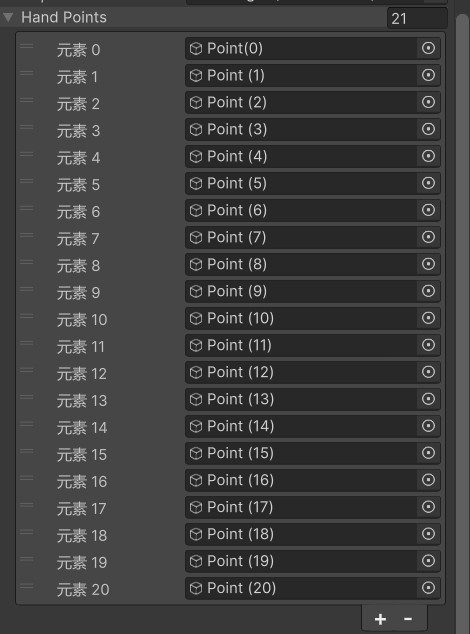 Hand Points 21
元素 0 Point(0)
元素 1 Point (1)
元素 2 Point (2)
元素 3 Point (3)
元素 4 Point (4)
元素 5 Point (5)
元素 6 Point (6)
元素 7 Point (7)
元素 8 Point (8)
元素 9 Point (9)
元素 10 Point (10)
元素 11 Point (11)
元素 12 Point (12)
元素 13 Point (13)
元素 14 Point (14)
元素 15 Point (15)
元素 16 Point (16)
元素 17 Point (17)
元素 18 Point (18)
元素 19 Point (19)
元素 20 Point (20)
+ -